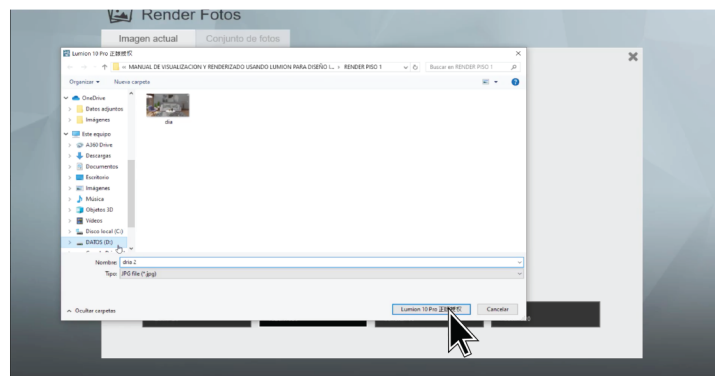 Render Fotos
Imagen actual
Conjunto de fotos
Lumion 10 Pro 正版授权
« MANUAL DE VISUALIZACION Y RENDERIZADO USANDO LUMION PARA DISEÑO I... > RENDER PISO 1
Buscar en RENDER PISO 1
Organizar
Nueva carpeta
OneDrive
Datos adjuntos
Imágenes
Este equipo
A360 Drive
Descargas
Documentos
Escritorio
Imágenes
Música
Objetos 3D
Vídeos
Disco local (C:)
DATOS (D:)
dia
Nombre: dria 2
Tipo: JPG file (*.jpg)
Ocultar carpetas
Lumion 10 Pro 正版授权
Cancelar